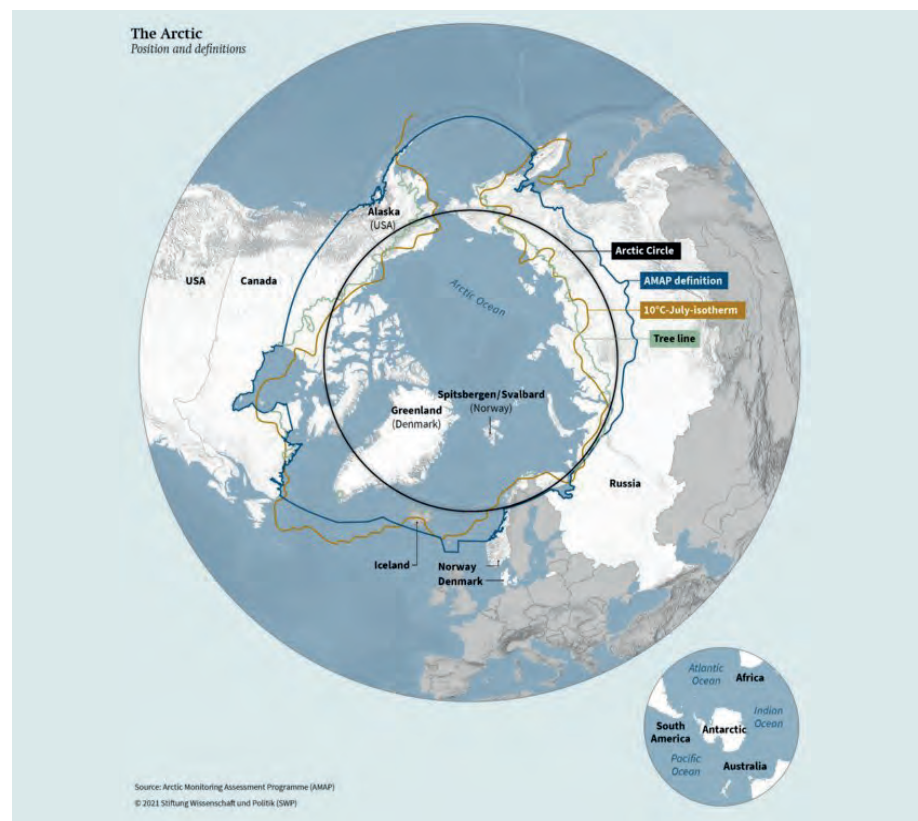 The Arctic
Position and definitions
Alaska
(USA)
Arctic Circle
USA
Canada
AMAP definition
Arctic Ocean
10°C-July-isotherm
Tree line
Spitsbergen/Svalbard
(Norway)
Greenland
(Denmark)
Russia
Iceland
Norway
Denmark
Atlantic
Ocean
Africa
Indian
Ocean
South
America
Antarctic
Pacific
Ocean
Australia
Source: Arctic Monitoring Assessment Programme (AMAP)
© 2021 Stiftung Wissenschaft und Politik (SWP)